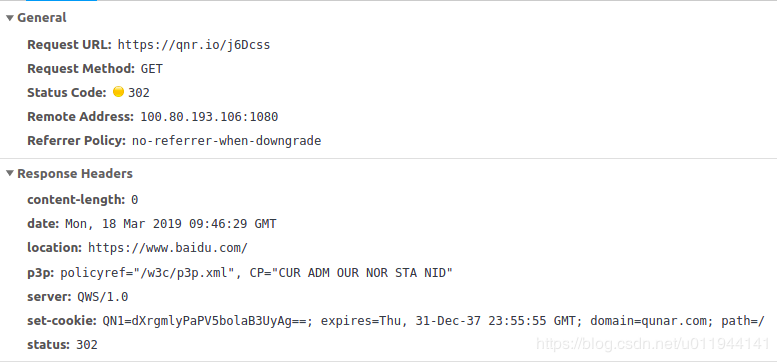 General
Request URL: https://qnr.io/j6Dcss
Request Method: GET
Status Code: 302
Remote Address: 100.80.193.106:1080
Referrer Policy: no-referrer-when-downgrade
Response Headers
content-length: 0
date: Mon, 18 Mar 2019 09:46:29 GMT
location: https://www.baidu.com/
p3p: policyref="/w3c/p3p.xml", CP="CUR ADM OUR NOR STA NID"
server: QWS/1.0
set-cookie: QN1=dXrgmlyPaPV5bolaB3UyAg==; expires=Thu, 31-Dec-37 23:55:55 GMT; domain=qunar.com; path=/
status: 302
https://blog.csdn.net/u011944141